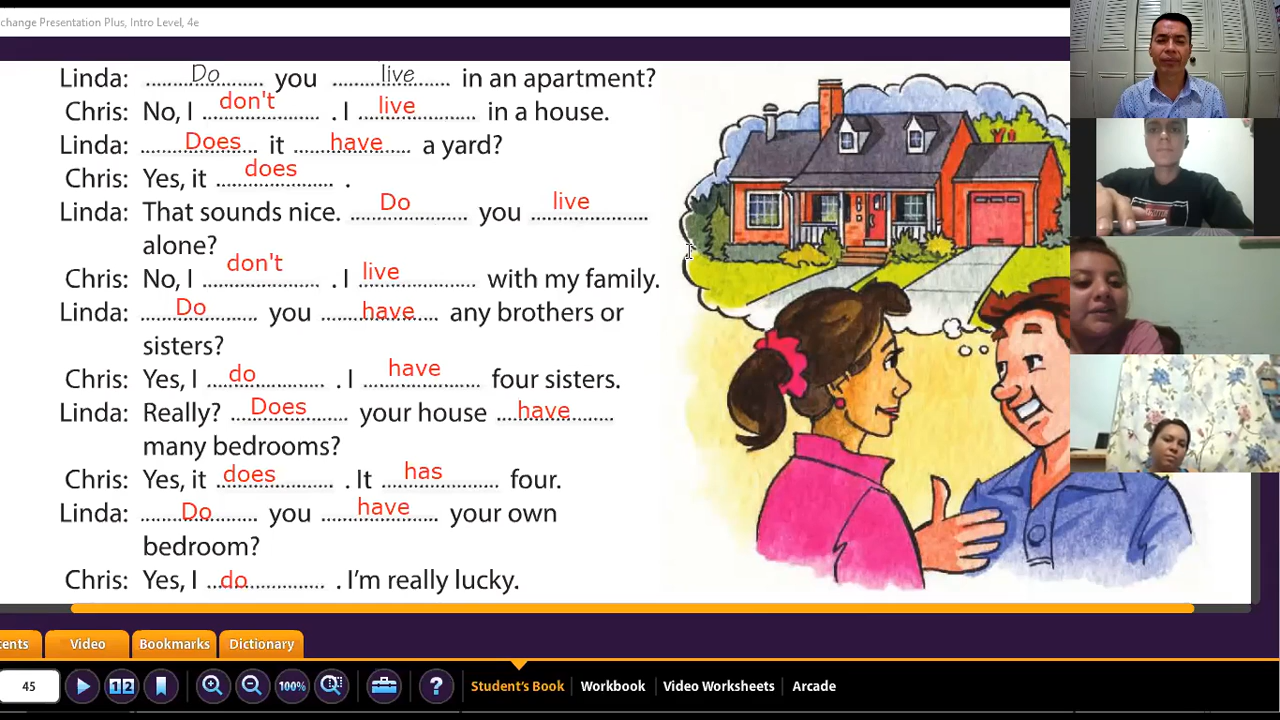 change Presentation Plus, Intro Level, 4e
Linda: Do you live in an apartment?
Chris: No, I don't. I live in a house.
Linda: Does it have a yard?
Chris: Yes, it does.
Linda: That sounds nice. Do you live
alone?
Chris: No, I don't. I live with my family.
Linda: Do you have any brothers or
sisters?
Chris: Yes, I do. I have four sisters.
Linda: Really? Does your house have
many bedrooms?
Chris: Yes, it does. It has four.
Linda: Do you have your own
bedroom?
Chris: Yes, I do. I'm really lucky.
ents Video Bookmarks Dictionary
45 12 100% ? Student's Book Workbook Video Worksheets Arcade